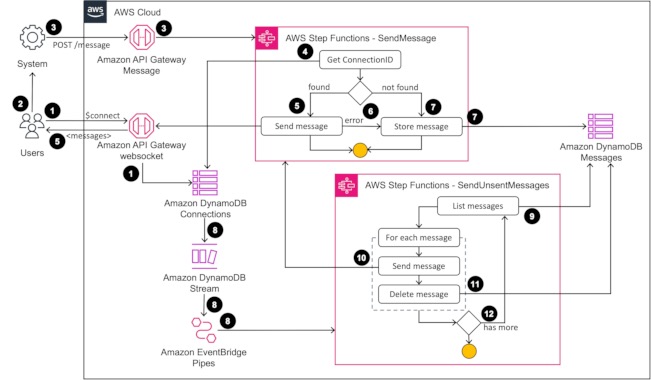 aws
AWS Cloud
3
POST /message
System
3
Amazon API Gateway
Message
AWS Step Functions - SendMessage
4
Get ConnectionID
found
not found
2
1
$connect
5
<messages>
Users
Amazon API Gateway
websocket
5
Send message
6
error
7
Store message
7
Amazon DynamoDB
Messages
1
Amazon DynamoDB
Connections
8
Amazon DynamoDB
Stream
8
Amazon EventBridge
Pipes
8
AWS Step Functions - SendUnsentMessages
List messages
9
For each message
10
Send message
Delete message
11
12
has more